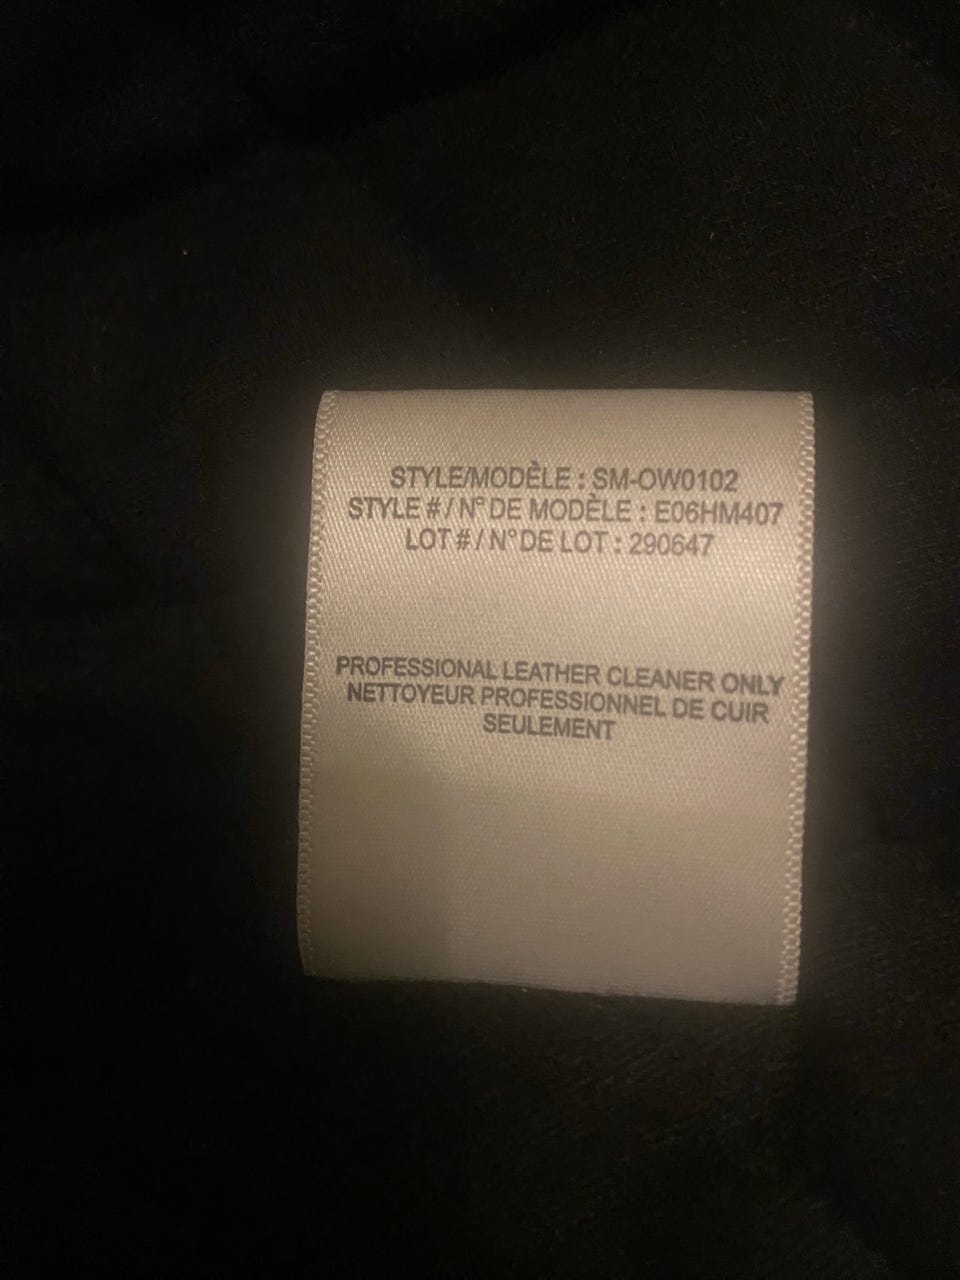 STYLE/MODÈLE : SM-OW0102
STYLE # / N° DE MODÈLE : E06HM407
LOT # / N° DE LOT : 290647
PROFESSIONAL LEATHER CLEANER ONLY
NETTOYEUR PROFESSIONNEL DE CUIR
SEULEMENT